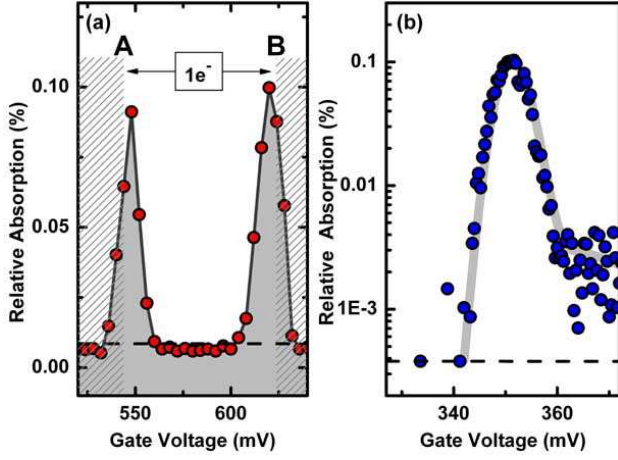 (a)
A
B
1e⁻
0.10
0.05
0.00
Relative Absorption (%)
550
600
Gate Voltage (mV)
(b)
0.1
0.01
1E-3
Relative Absorption (%)
340
360
Gate Voltage (mV)